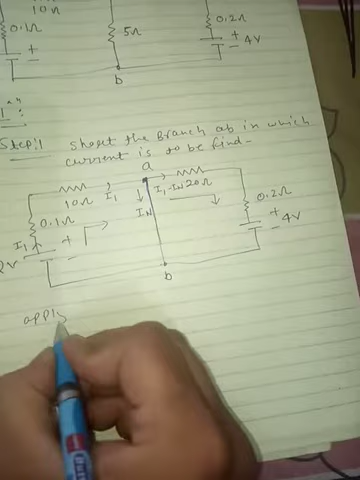 10Ω
0.1Ω
+
-
5Ω
0.2Ω
+
-
4V
b
Step:1 short the Branch ab in which
current is to be find-
a
10Ω
I1
I1-IN
20Ω
0.1Ω
IN
0.2Ω
I1
+
-
+
-
4V
b
apply